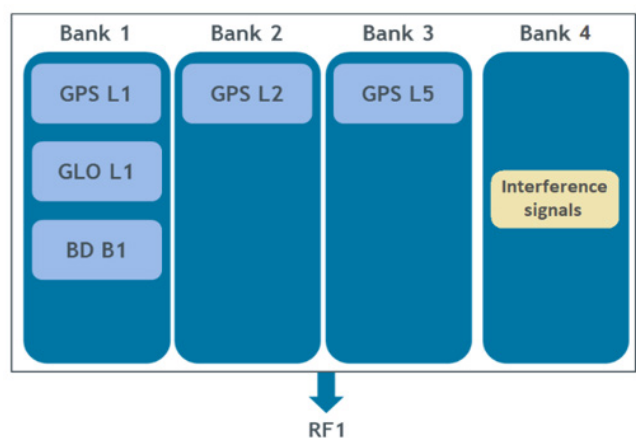 Bank 1 Bank 2 Bank 3 Bank 4
GPS L1 GPS L2 GPS L5
GLO L1
Interference
signals
BD B1
RF1